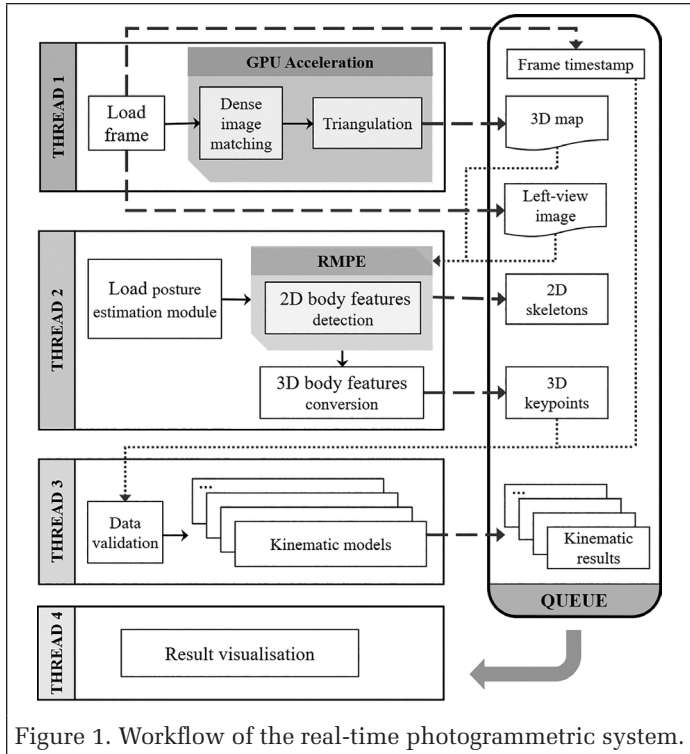 THREAD 1
GPU Acceleration
Load
frame
Dense
image
matching
Triangulation
THREAD 2
Load posture
estimation module
RMPE
2D body features
detection
3D body features
conversion
THREAD 3
Data
validation
...
Kinematic models
THREAD 4
Result visualisation
Frame timestamp
3D map
Left-view
image
2D
skeletons
3D
keypoints
...
Kinematic
results
QUEUE
Figure 1. Workflow of the real-time photogrammetric system.